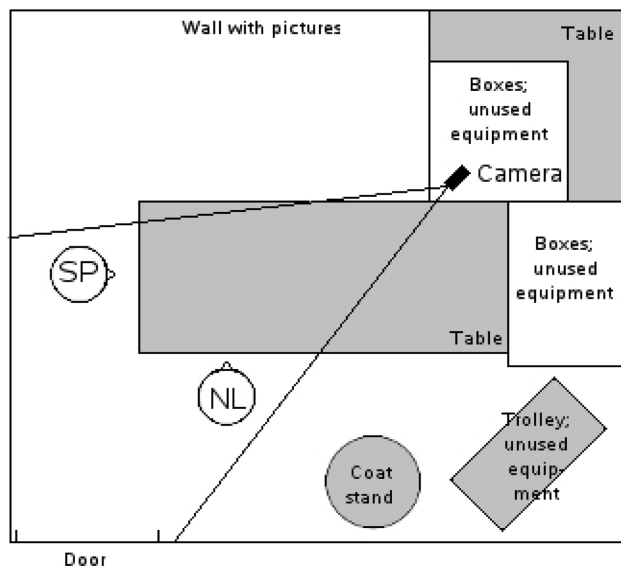 Wall with pictures
Table
Boxes;
unused
equipment
Camera
SP
Boxes;
unused
equipment
Table
NL
Trolley;
unused
equip-
ment
Coat
stand
Door